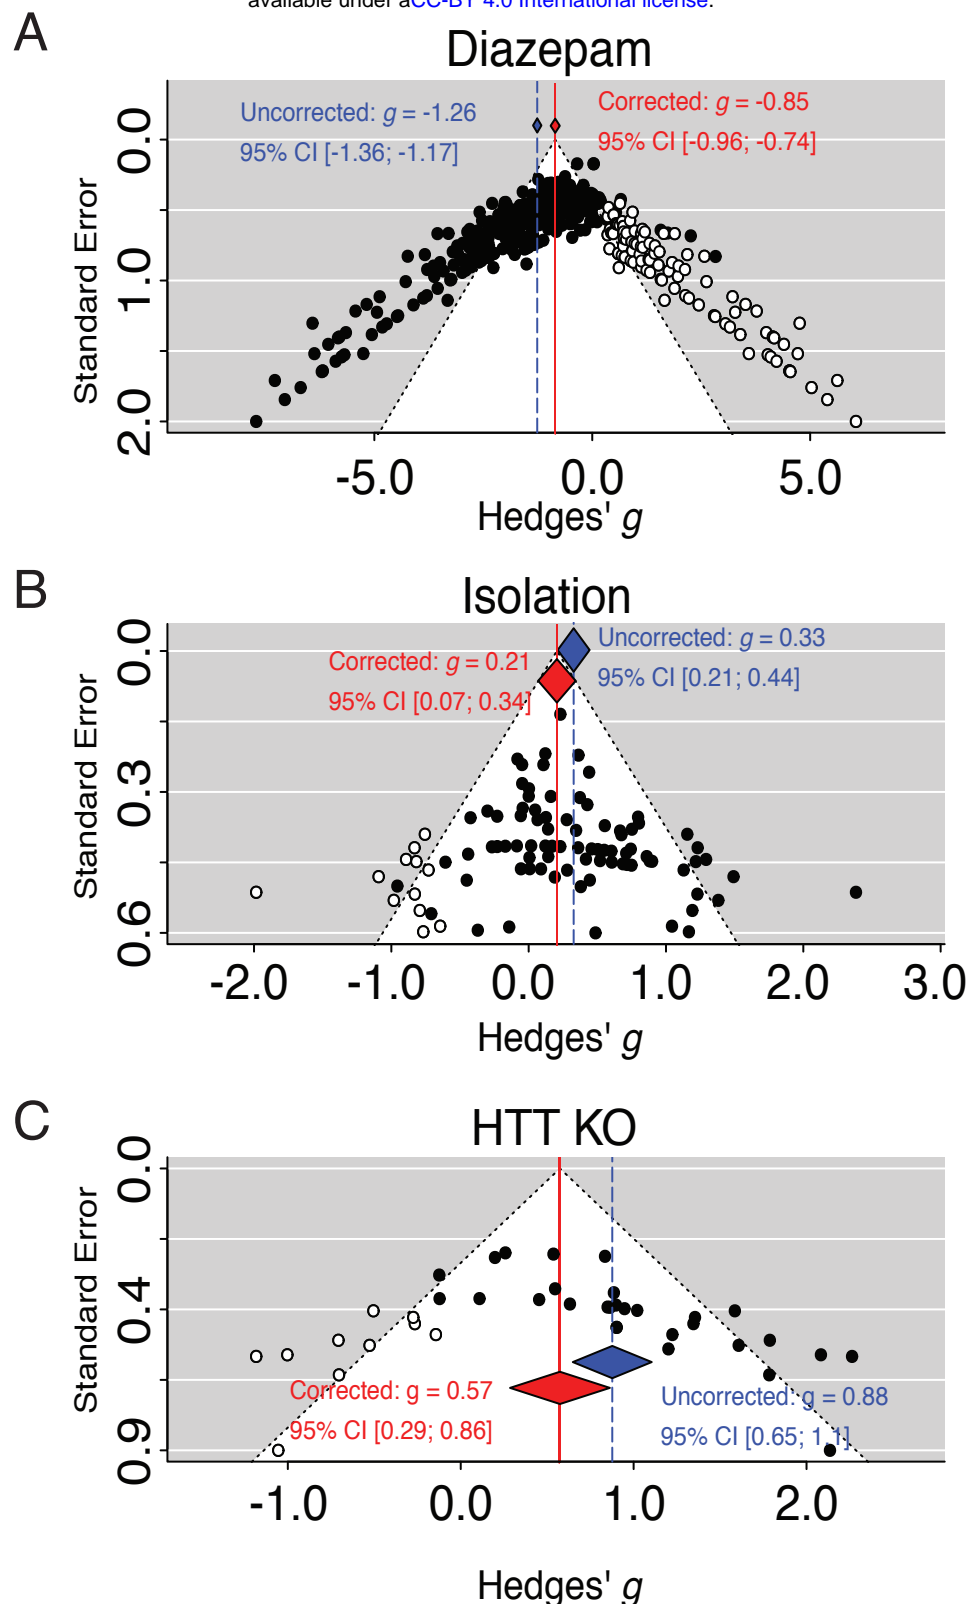 available under aCC-BY 4.0 International license.
A
Diazepam
Uncorrected: g = -1.26
95% CI [-1.36; -1.17]
Corrected: g = -0.85
95% CI [-0.96; -0.74]
Standard Error
0.0
1.0
2.0
-5.0 0.0 5.0
Hedges' g
B
Isolation
Corrected: g = 0.21
95% CI [0.07; 0.34]
Uncorrected: g = 0.33
95% CI [0.21; 0.44]
Standard Error
0.0
0.3
0.6
-2.0 -1.0 0.0 1.0 2.0 3.0
Hedges' g
C
HTT KO
Standard Error
0.0
0.4
0.9
Corrected: g = 0.57
95% CI [0.29; 0.86]
Uncorrected: g = 0.88
95% CI [0.65; 1.1]
-1.0 0.0 1.0 2.0
Hedges' g